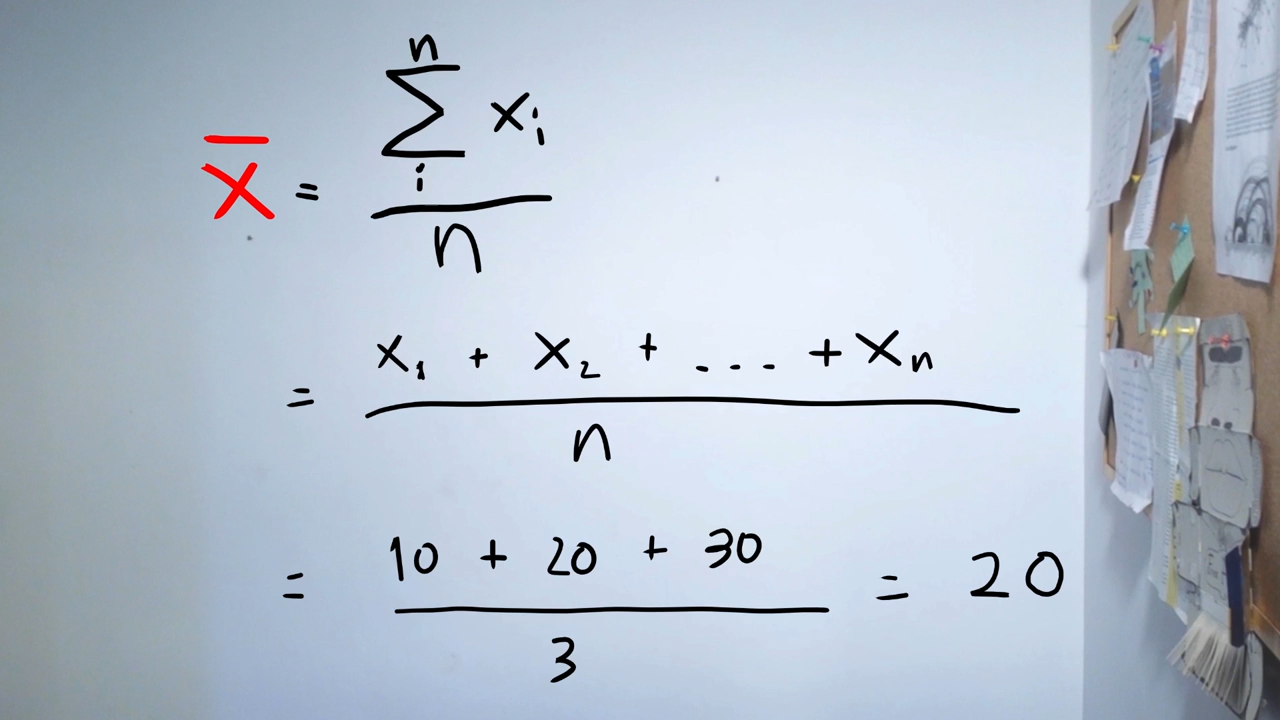 x̄ = (∑ᵢⁿ xᵢ) / n
= (x₁ + x₂ + .... + xₙ) / n
= (10 + 20 + 30) / 3 = 20